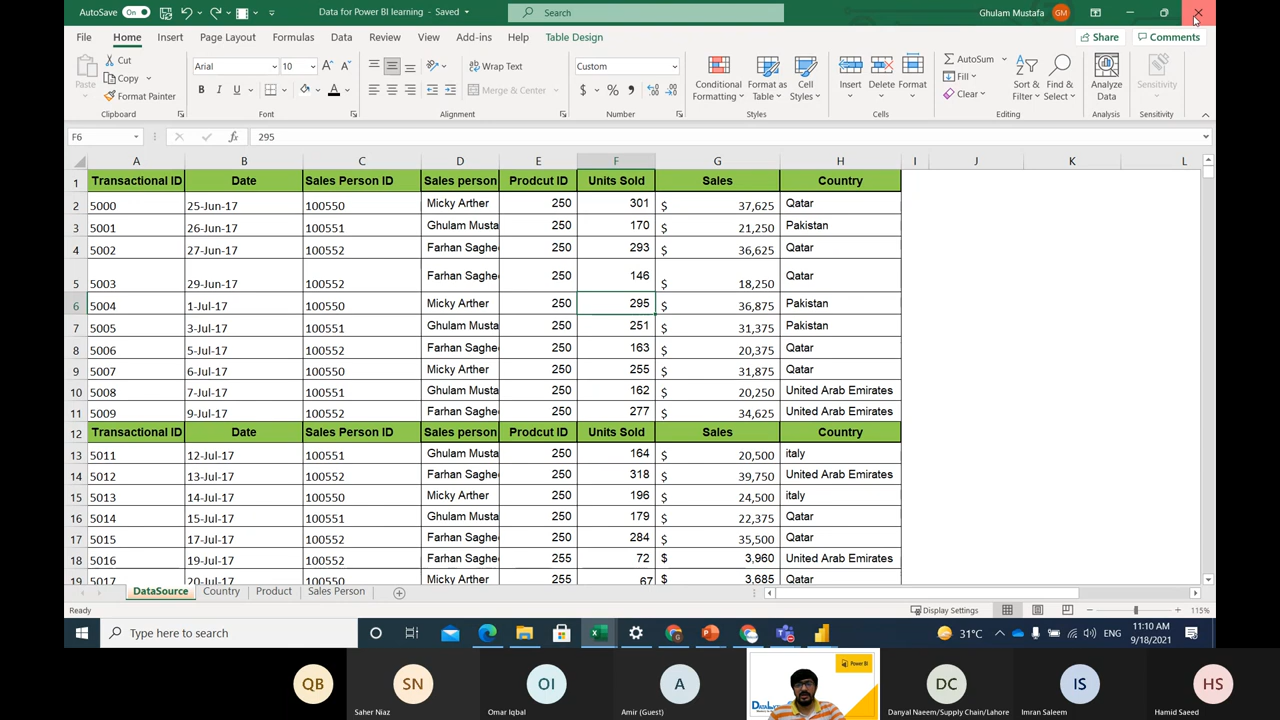 AutoSave On Data for Power BI learning - Saved Search Ghulam Mustafa GM
File Home Insert Page Layout Formulas Data Review View Add-ins Help Table Design Share Comments
Paste Cut Copy Format Painter Clipboard
Arial 10 A A B I U A Font
Wrap Text Merge & Center Alignment
Custom $ % Number
Conditional Formatting Format as Table Cell Styles Styles
Insert Delete Format Cells
AutoSum Fill Clear Sort & Filter Find & Select Editing
Analyze Data Analysis
Sensitivity Sensitivity
F6 fx 295
A B C D E F G H I J K L
1 Transactional ID Date Sales Person ID Sales person Prodcut ID Units Sold Sales Country
2 5000 25-Jun-17 100550 Micky Arther 250 301 $ 37,625 Qatar
3 5001 26-Jun-17 100551 Ghulam Musta 250 170 $ 21,250 Pakistan
4 5002 27-Jun-17 100552 Farhan Saghe 250 293 $ 36,625 Qatar
5 5003 29-Jun-17 100552 Farhan Saghe 250 146 $ 18,250 Qatar
6 5004 1-Jul-17 100550 Micky Arther 250 295 $ 36,875 Pakistan
7 5005 3-Jul-17 100551 Ghulam Musta 250 251 $ 31,375 Pakistan
8 5006 5-Jul-17 100552 Farhan Saghe 250 163 $ 20,375 Qatar
9 5007 6-Jul-17 100550 Micky Arther 250 255 $ 31,875 Qatar
10 5008 7-Jul-17 100551 Ghulam Musta 250 162 $ 20,250 United Arab Emirates
11 5009 9-Jul-17 100552 Farhan Saghe 250 277 $ 34,625 United Arab Emirates
12 Transactional ID Date Sales Person ID Sales person Prodcut ID Units Sold Sales Country
13 5011 12-Jul-17 100551 Ghulam Musta 250 164 $ 20,500 italy
14 5012 13-Jul-17 100552 Farhan Saghe 250 318 $ 39,750 United Arab Emirates
15 5013 14-Jul-17 100550 Micky Arther 250 196 $ 24,500 italy
16 5014 15-Jul-17 100551 Ghulam Musta 250 179 $ 22,375 Qatar
17 5015 17-Jul-17 100552 Farhan Saghe 250 284 $ 35,500 Qatar
18 5016 19-Jul-17 100552 Farhan Saghe 255 72 $ 3,960 United Arab Emirates
19 5017 20-Jul-17 100550 Micky Arther 255 67 $ 3,685 Qatar
DataSource Country Product Sales Person
Ready Display Settings 115%
Type here to search 31°C ENG 11:10 AM
9/18/2021
QB SN OI A Power BI DC IS HS
Saher Niaz Omar Iqbal Amir (Guest) Danyal Naeem/Supply Chain/Lahore Imran Saleem Hamid Saeed